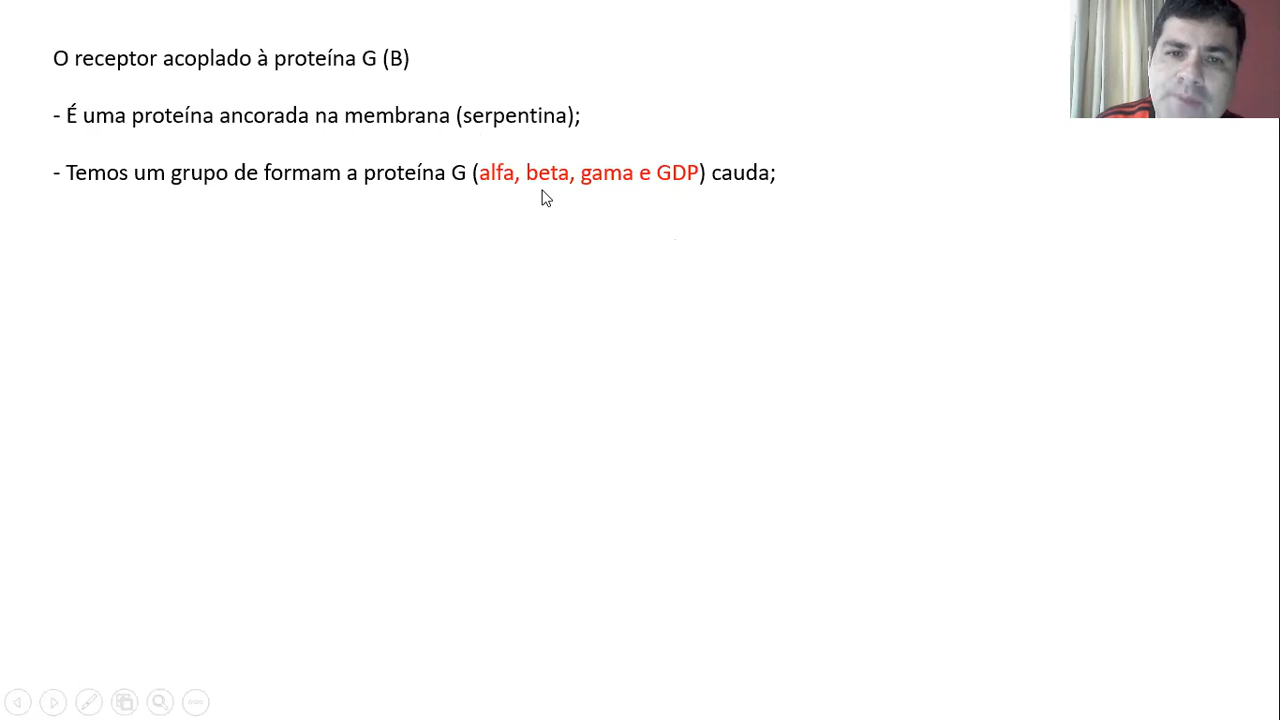 O receptor acoplado à proteína G (B)
- É uma proteína ancorada na membrana (serpentina);
- Temos um grupo de formam a proteína G (alfa, beta, gama e GDP) cauda;